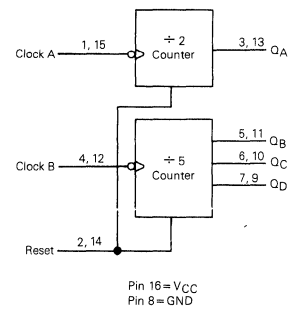 Clock A 1, 15 ÷ 2 Counter 3, 13 QA
Clock B 4, 12 ÷ 5 Counter 5, 11 QB
6, 10 QC
7, 9 QD
Reset 2, 14
Pin 16 = VCC
Pin 8 = GND